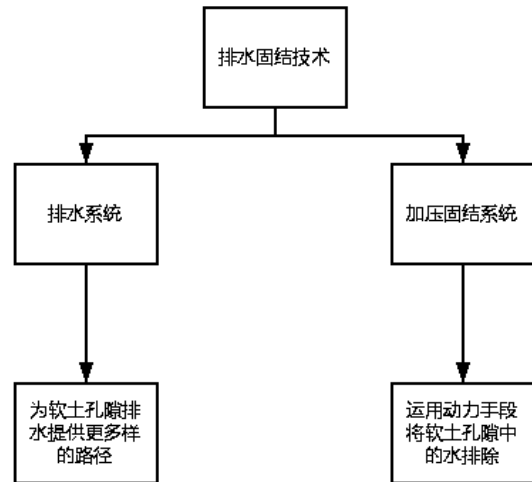 排水固结技术
排水系统
加压固结系统
为软土孔隙排
水提供更多样
的路径
运用动力手段
将软土孔隙中
的水排除